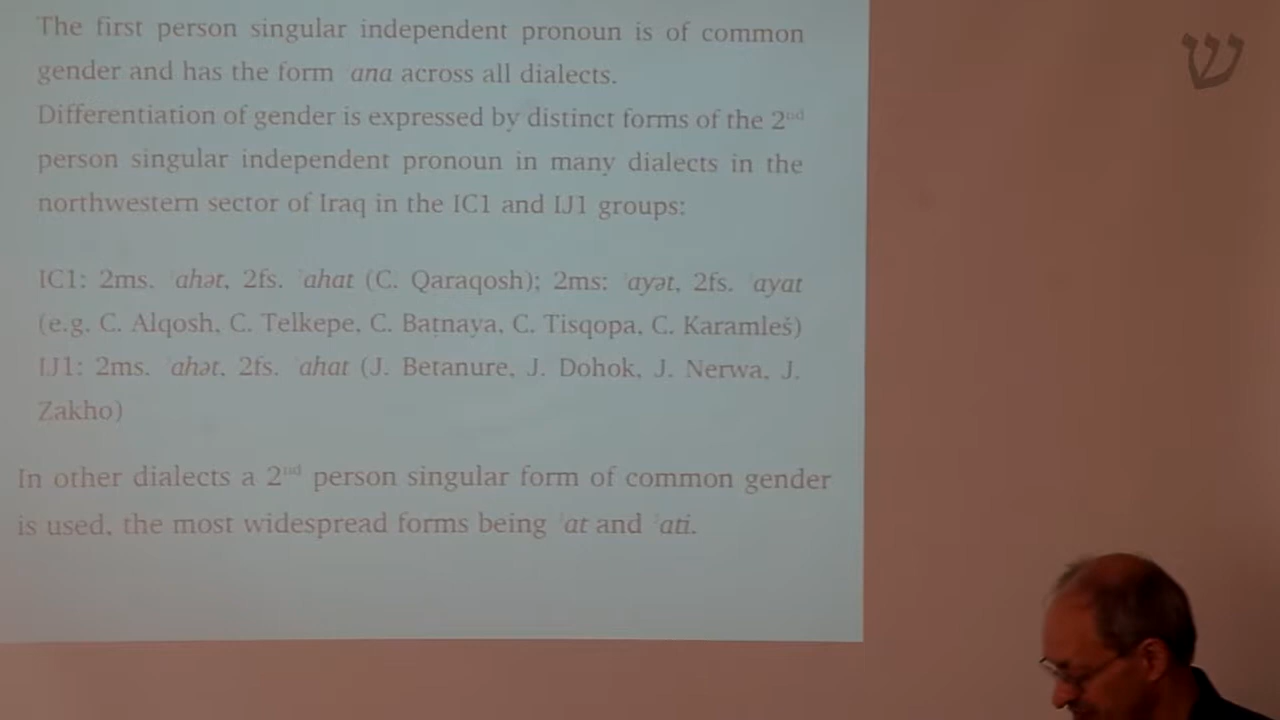 The first person singular independent pronoun is of common
gender and has the form ʾana across all dialects.
Differentiation of gender is expressed by distinct forms of the 2nd
person singular independent pronoun in many dialects in the
northwestern sector of Iraq in the IC1 and IJ1 groups:
IC1: 2ms. ʾahət, 2fs. ʾahat (C. Qaraqosh); 2ms: ʾayət, 2fs. ʾayat
(e.g. C. Alqosh, C. Telkepe, C. Baṭnaya, C. Tisqopa, C. Karamleš)
IJ1: 2ms. ʾahət, 2fs. ʾahat (J. Betanure, J. Dohok, J. Nerwa, J.
Zakho)
In other dialects a 2nd person singular form of common gender
is used, the most widespread forms being ʾat and ʾati.
ש